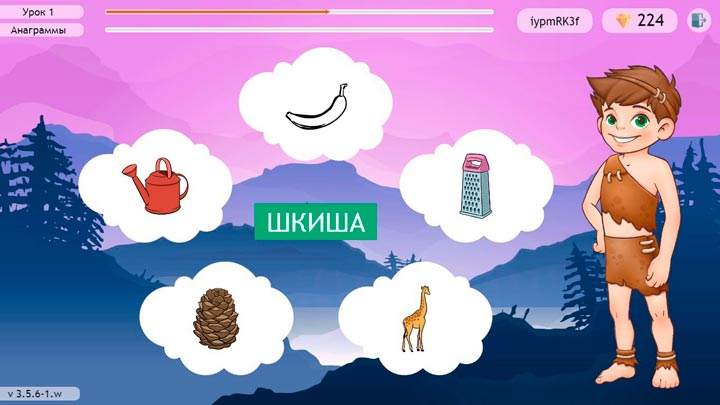 Урок 1
Анаграммы
iypmRK3f
224
ШКИША
v 3.5.6-1.w